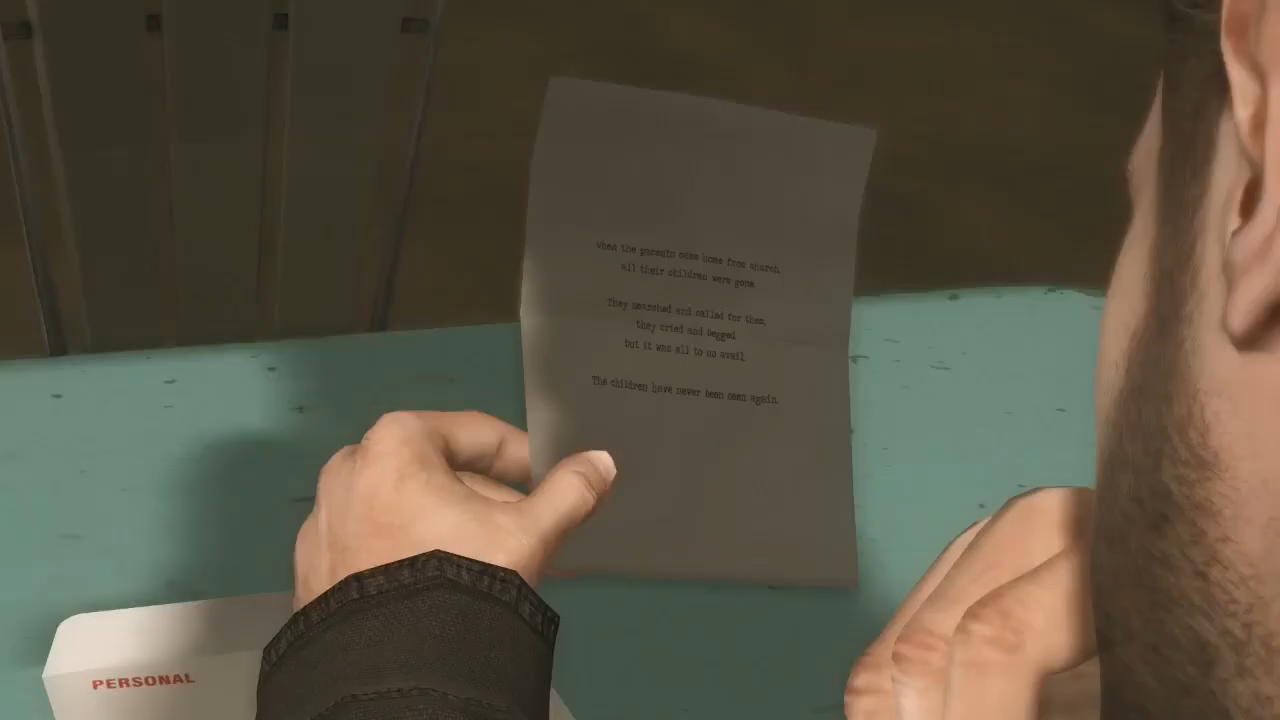 When the parents came home from church
all their children were gone
They searched and called for them,
they cried and begged
but it was all to no avail
The children have never been seen again.
PERSONAL